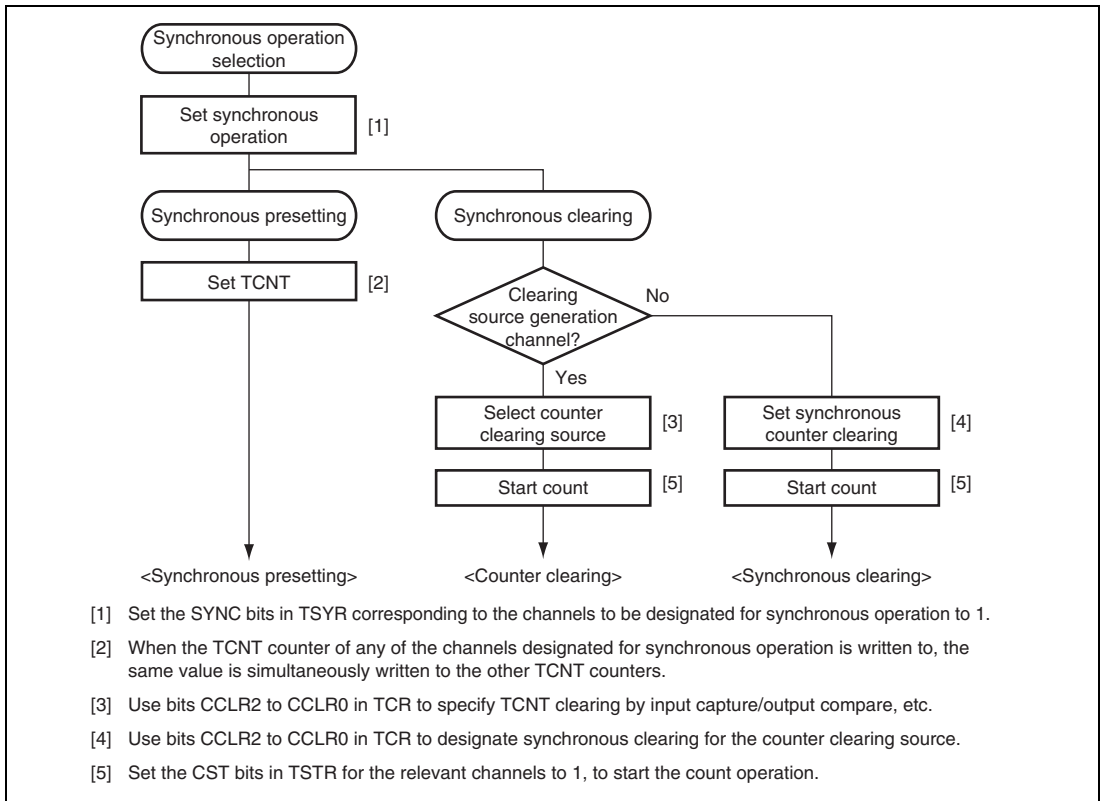 Synchronous operation
selection
Set synchronous
operation
[1]
Synchronous presetting
Synchronous clearing
Set TCNT
[2]
Clearing
source generation
channel?
No
Yes
Select counter
clearing source
[3]
Set synchronous
counter clearing
[4]
Start count
[5]
Start count
[5]
<Synchronous presetting>
<Counter clearing>
<Synchronous clearing>
[1] Set the SYNC bits in TSYR corresponding to the channels to be designated for synchronous operation to 1.
[2] When the TCNT counter of any of the channels designated for synchronous operation is written to, the
same value is simultaneously written to the other TCNT counters.
[3] Use bits CCLR2 to CCLR0 in TCR to specify TCNT clearing by input capture/output compare, etc.
[4] Use bits CCLR2 to CCLR0 in TCR to designate synchronous clearing for the counter clearing source.
[5] Set the CST bits in TSTR for the relevant channels to 1, to start the count operation.